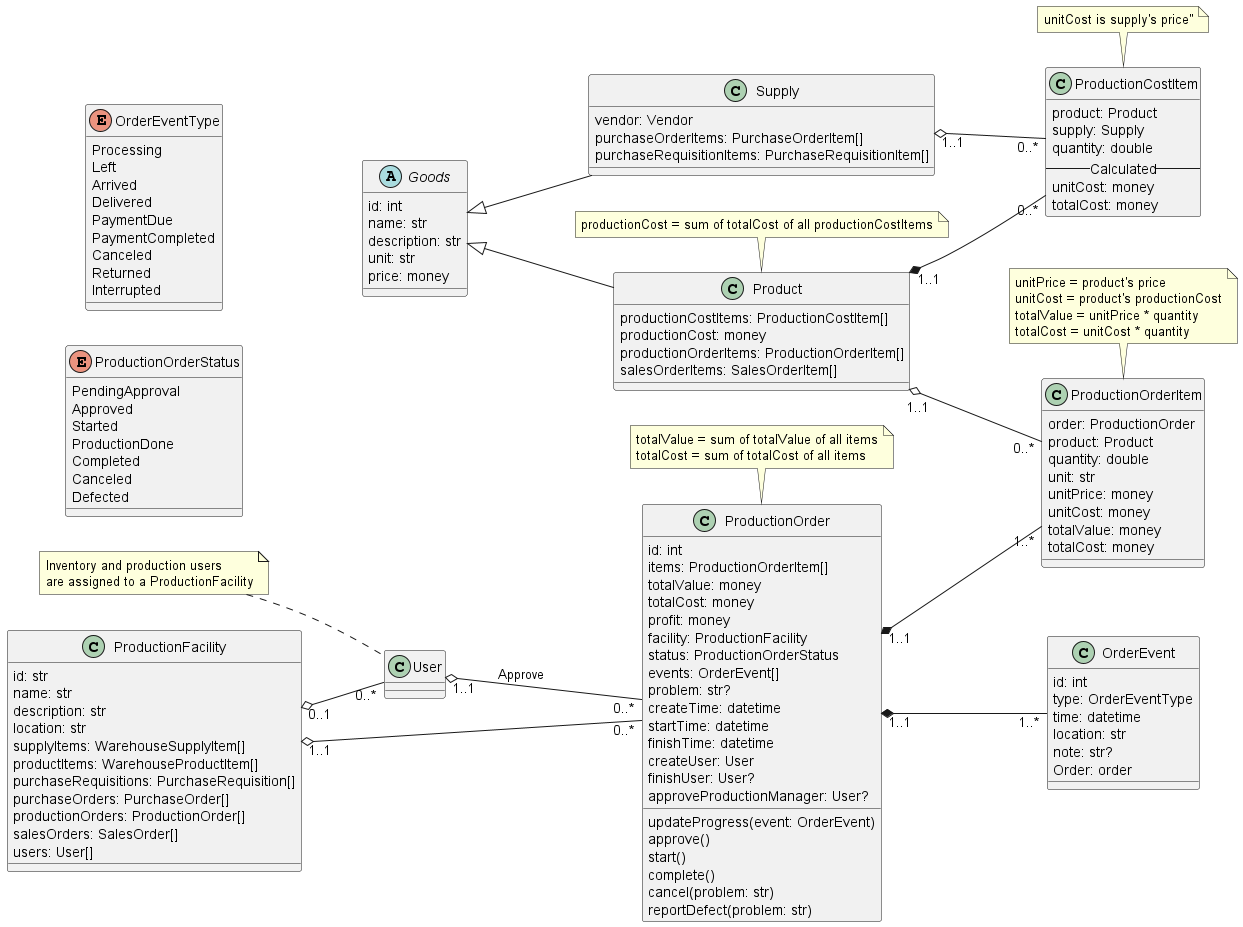 unitCost is supply's price"
C ProductionCostItem
product: Product
supply: Supply
quantity: double
Calculated
unitCost: money
totalCost: money
C Supply
vendor: Vendor
purchaseOrderItems: PurchaseOrderItem[]
purchaseRequisitionItems: PurchaseRequisitionItem[]
1..1
0..*
E OrderEventType
Processing
Left
Arrived
Delivered
PaymentDue
PaymentCompleted
Canceled
Returned
Interrupted
A Goods
id: int
name: str
description: str
unit: str
price: money
productionCost = sum of totalCost of all productionCostItems
0..*
1..1
C Product
productionCostItems: ProductionCostItem[]
productionCost: money
productionOrderItems: ProductionOrderItem[]
salesOrderItems: SalesOrderItem[]
1..1
0..*
unitPrice = product's price
unitCost = product's productionCost
totalValue = unitPrice * quantity
totalCost = unitCost * quantity
C ProductionOrderItem
order: ProductionOrder
product: Product
quantity: double
unit: str
unitPrice: money
unitCost: money
totalValue: money
totalCost: money
1..*
1..1
E ProductionOrderStatus
PendingApproval
Approved
Started
ProductionDone
Completed
Canceled
Defected
totalValue = sum of totalValue of all items
totalCost = sum of totalCost of all items
C ProductionOrder
id: int
items: ProductionOrderItem[]
totalValue: money
totalCost: money
profit: money
facility: ProductionFacility
status: ProductionOrderStatus
events: OrderEvent[]
problem: str?
createTime: datetime
startTime: datetime
finishTime: datetime
createUser: User
finishUser: User?
approveProductionManager: User?
updateProgress(event: OrderEvent)
approve()
start()
complete()
cancel(problem: str)
reportDefect(problem: str)
Inventory and production users
are assigned to a ProductionFacility
C ProductionFacility
id: str
name: str
description: str
location: str
supplyItems: WarehouseSupplyItem[]
productItems: WarehouseProductItem[]
purchaseRequisitions: PurchaseRequisition[]
purchaseOrders: PurchaseOrder[]
productionOrders: ProductionOrder[]
salesOrders: SalesOrder[]
users: User[]
C User
0..1
0..*
1..1
Approve
0..*
1..1
0..*
1..1
1..*
C OrderEvent
id: int
type: OrderEventType
time: datetime
location: str
note: str?
Order: order